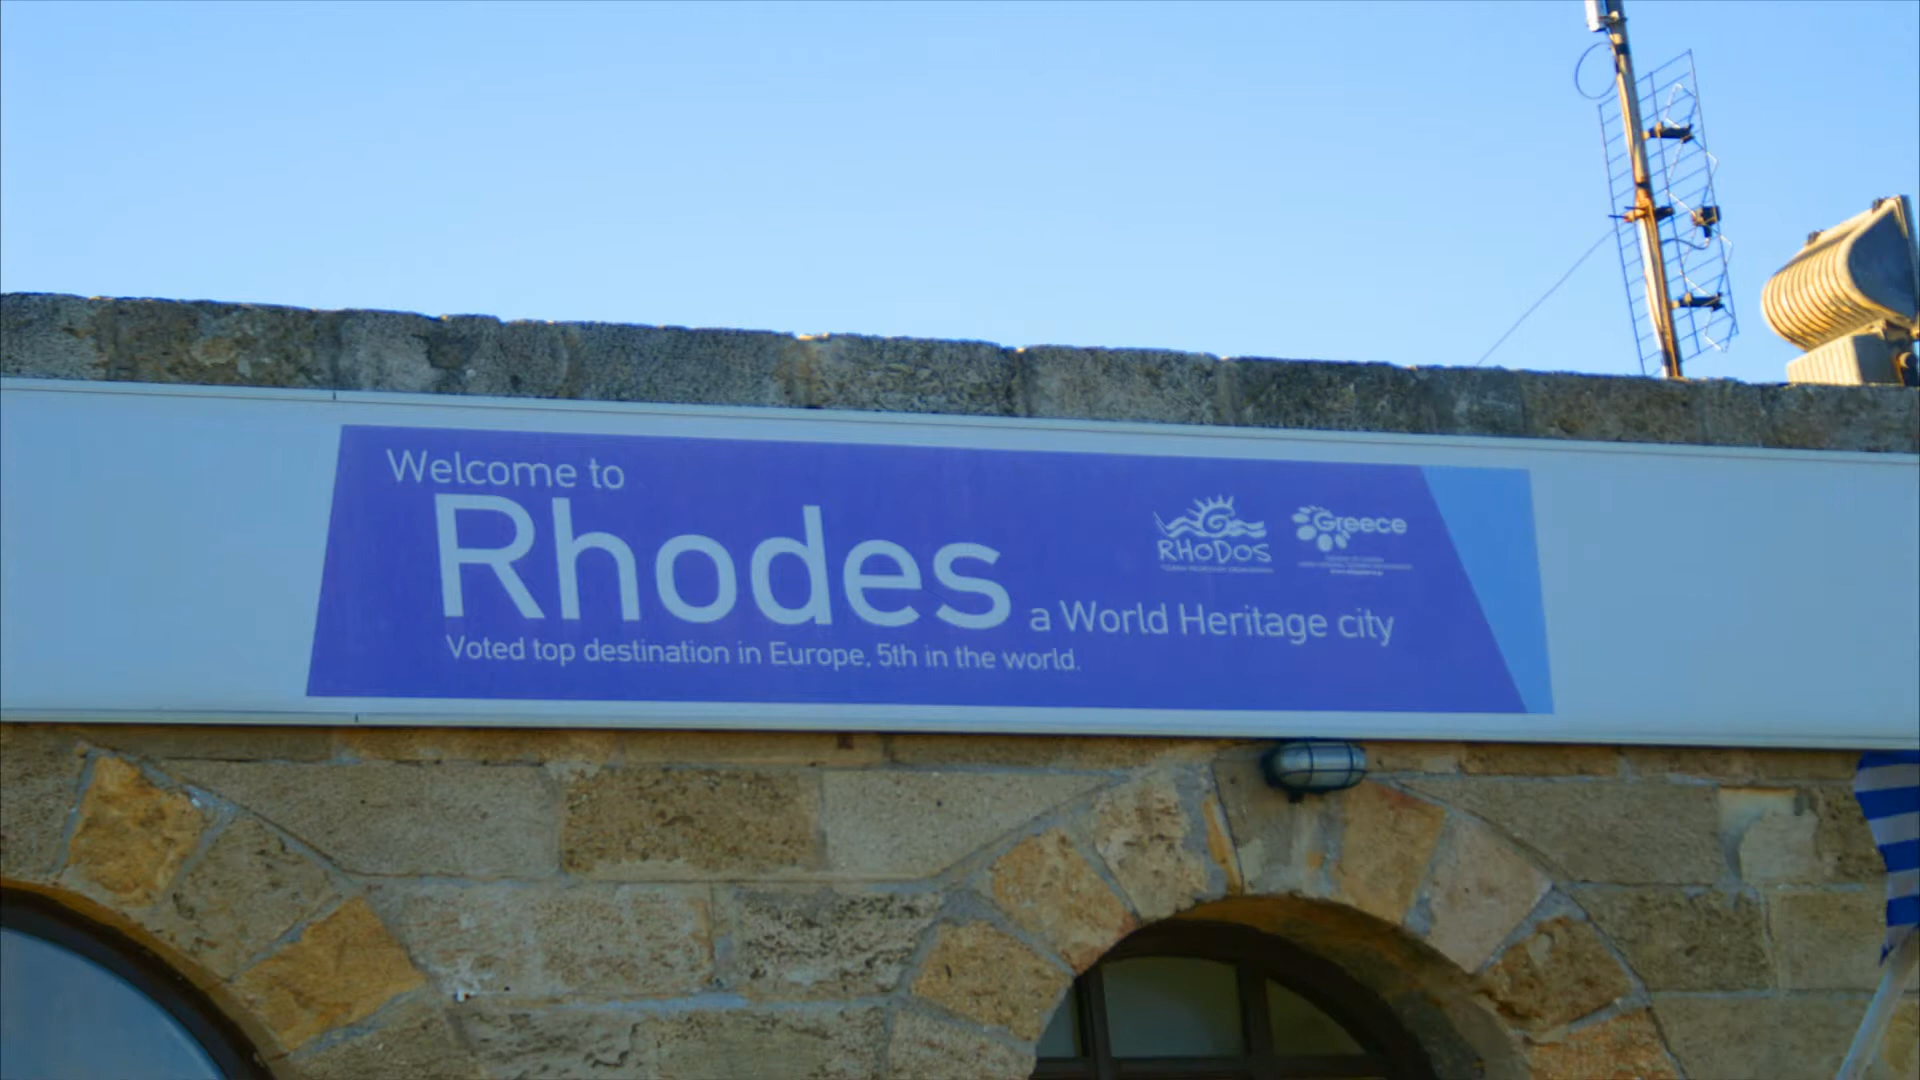 Welcome to
Rhodes
a World Heritage city
Voted top destination in Europe, 5th in the world.
RHODOS
Greece